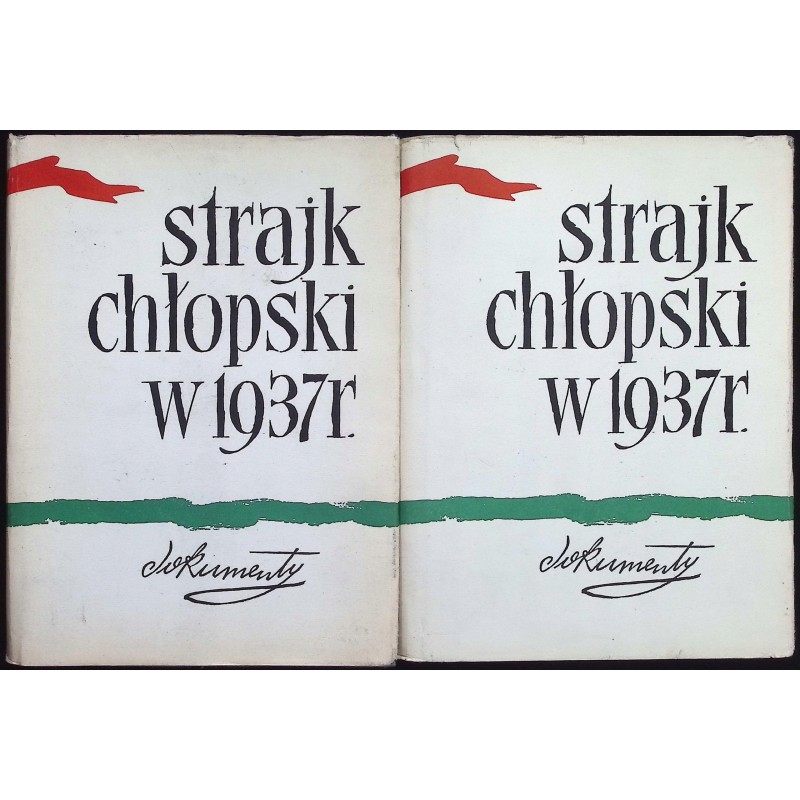 strajk
chłopski
w 1937 r.
dokumenty
strajk
chłopski
w 1937 r.
dokumenty